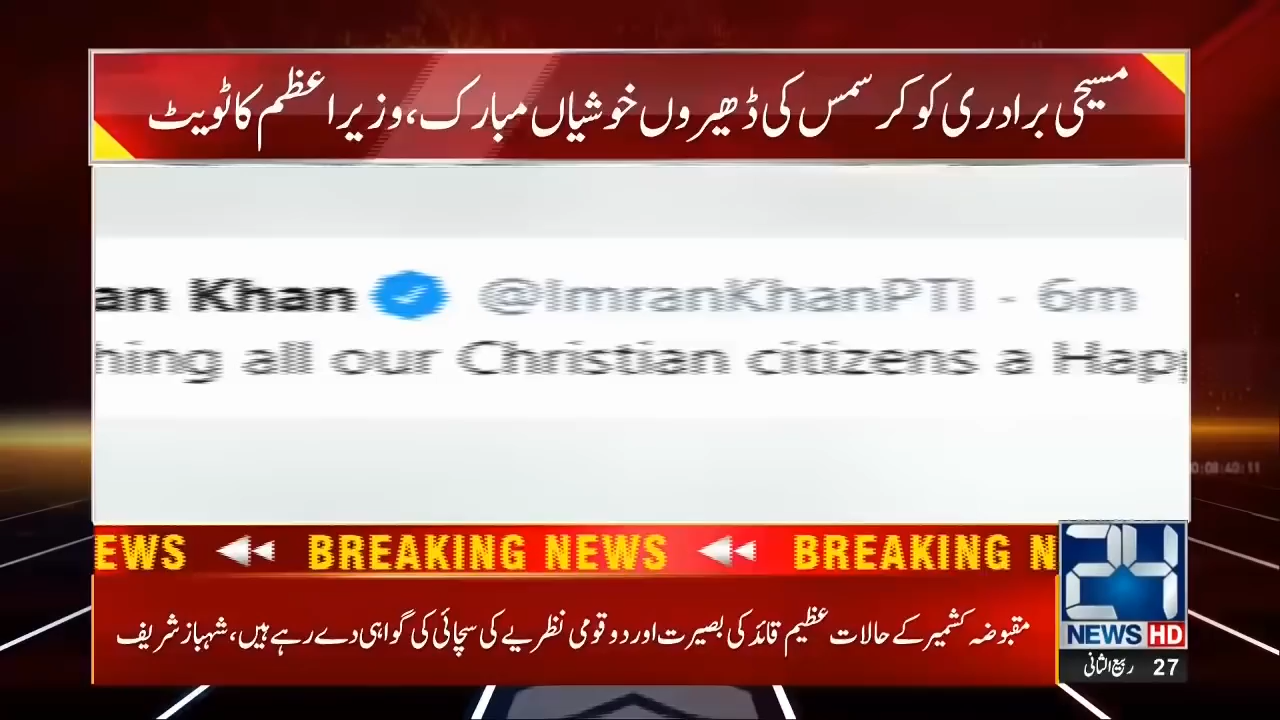 مسیحی برادری کو کرسمس کی ڈھیروں خوشیاں مبارک، وزیراعظم کا ٹویٹ
an Khan @ImranKhanPTI - 6m
hing all our Christian citizens a Happ
EWS BREAKING NEWS BREAKING N
مقبوضہ کشمیر کے حالات عظیم قائد کی بصیرت اور دو قومی نظریے کی سچائی کی گواہی دے رہے ہیں، شہباز شریف
24
NEWS HD
27 ربیع الثانی